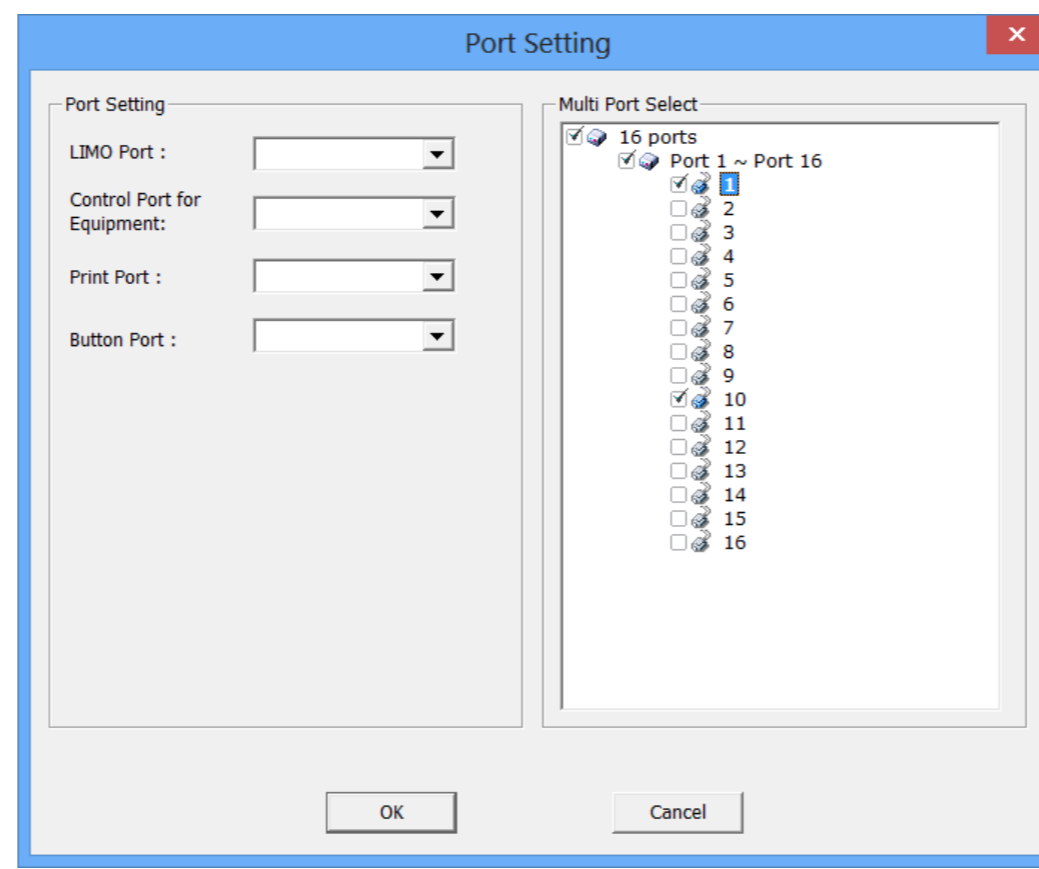 Port Setting
Port Setting
LIMO Port :
Control Port for
Equipment:
Print Port :
Button Port :
Multi Port Select
16 ports
Port 1 ~ Port 16
1
2
3
4
5
6
7
8
9
10
11
12
13
14
15
16
OK
Cancel